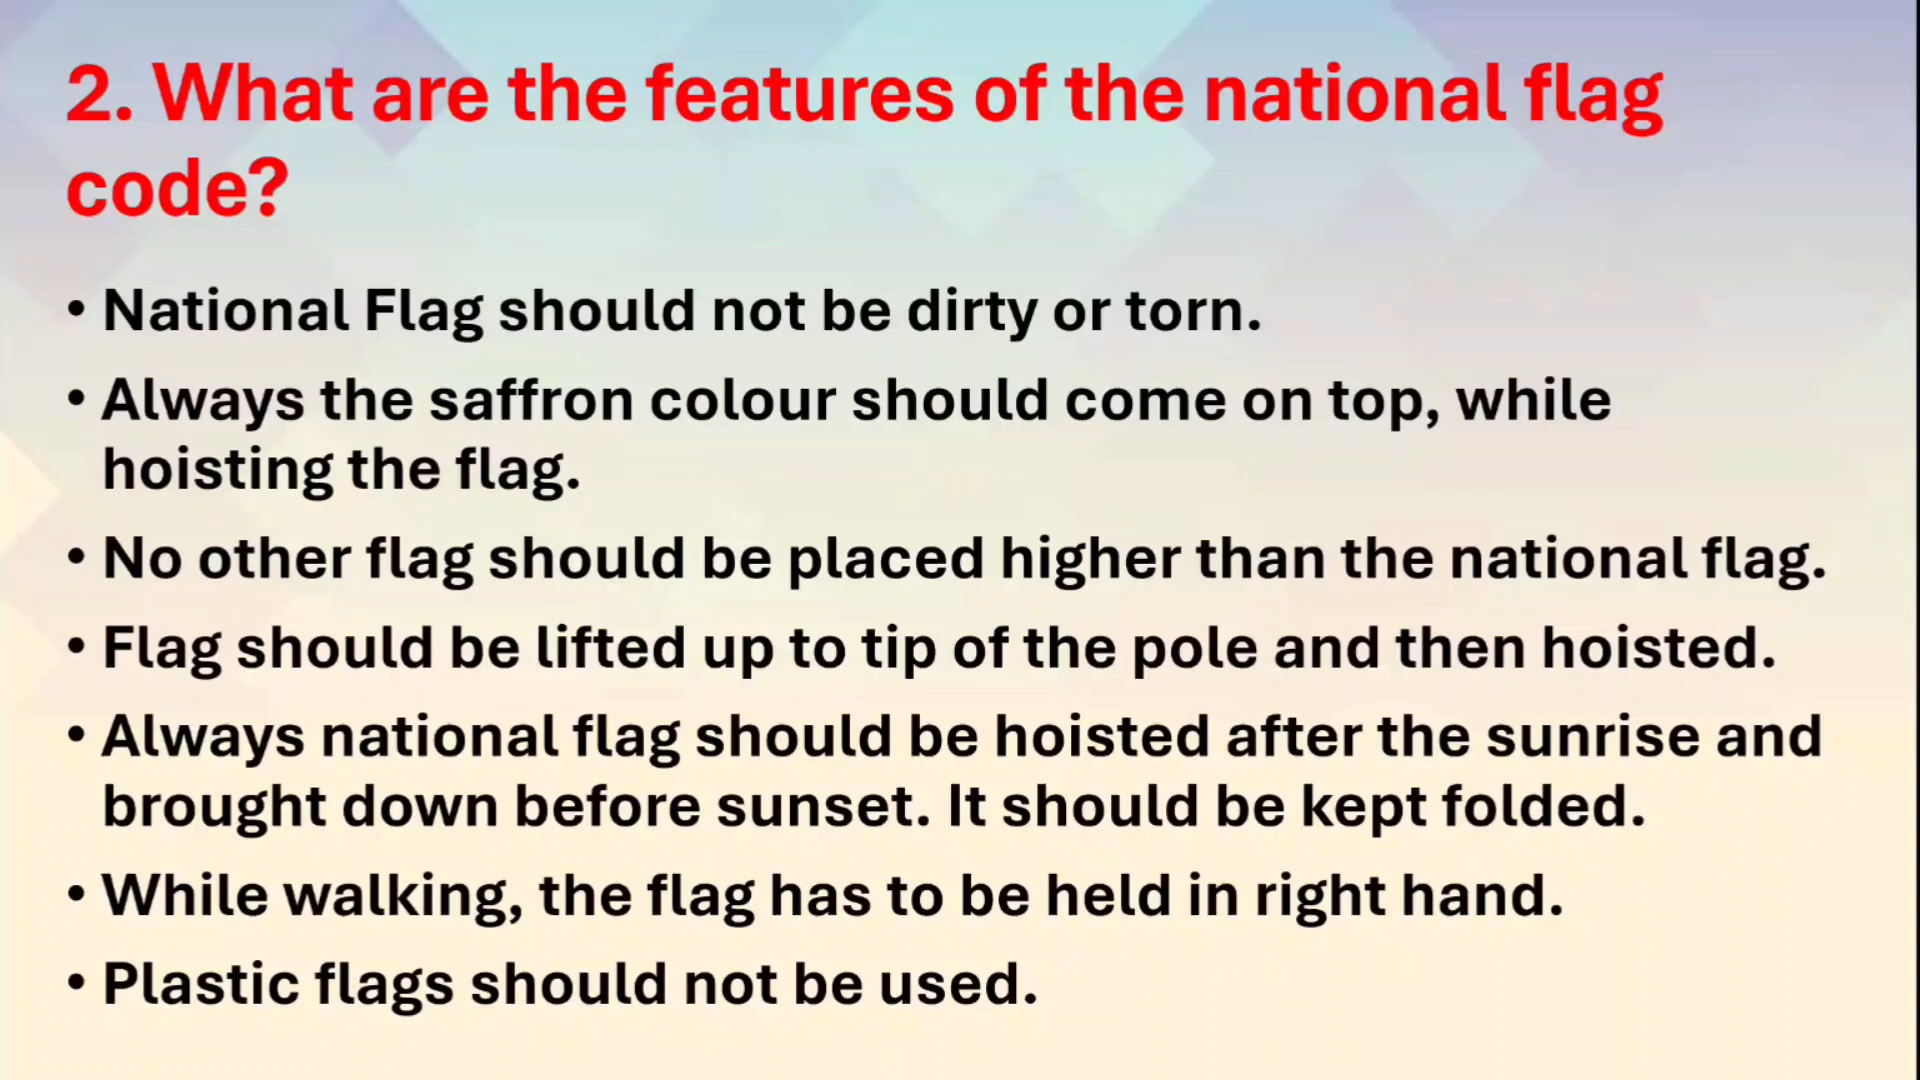 2. What are the features of the national flag
code?
• National Flag should not be dirty or torn.
• Always the saffron colour should come on top, while
hoisting the flag.
• No other flag should be placed higher than the national flag.
• Flag should be lifted up to tip of the pole and then hoisted.
• Always national flag should be hoisted after the sunrise and
brought down before sunset. It should be kept folded.
• While walking, the flag has to be held in right hand.
• Plastic flags should not be used.